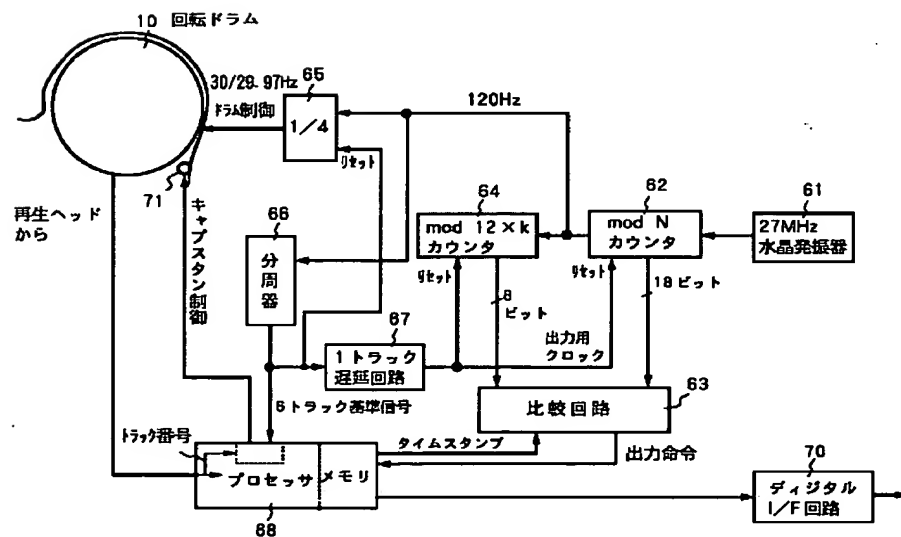 10 回転ドラム
30/29.97Hz
ドラム制御
65
1/4
リセット
120Hz
71
再生ヘッド
から
キャプスタン制御
66
分周器
64
mod 12×k
カウンタ
リセット
62
mod N
カウンタ
リセット
61
27MHz
水晶発振器
8
ビット
18ビット
67
1トラック
遅延回路
出力用
クロック
6トラック基準信号
比較回路
63
トラック番号
タイムスタンプ
出力命令
プロセッサ
メモリ
68
70
ディジタル
I/F回路